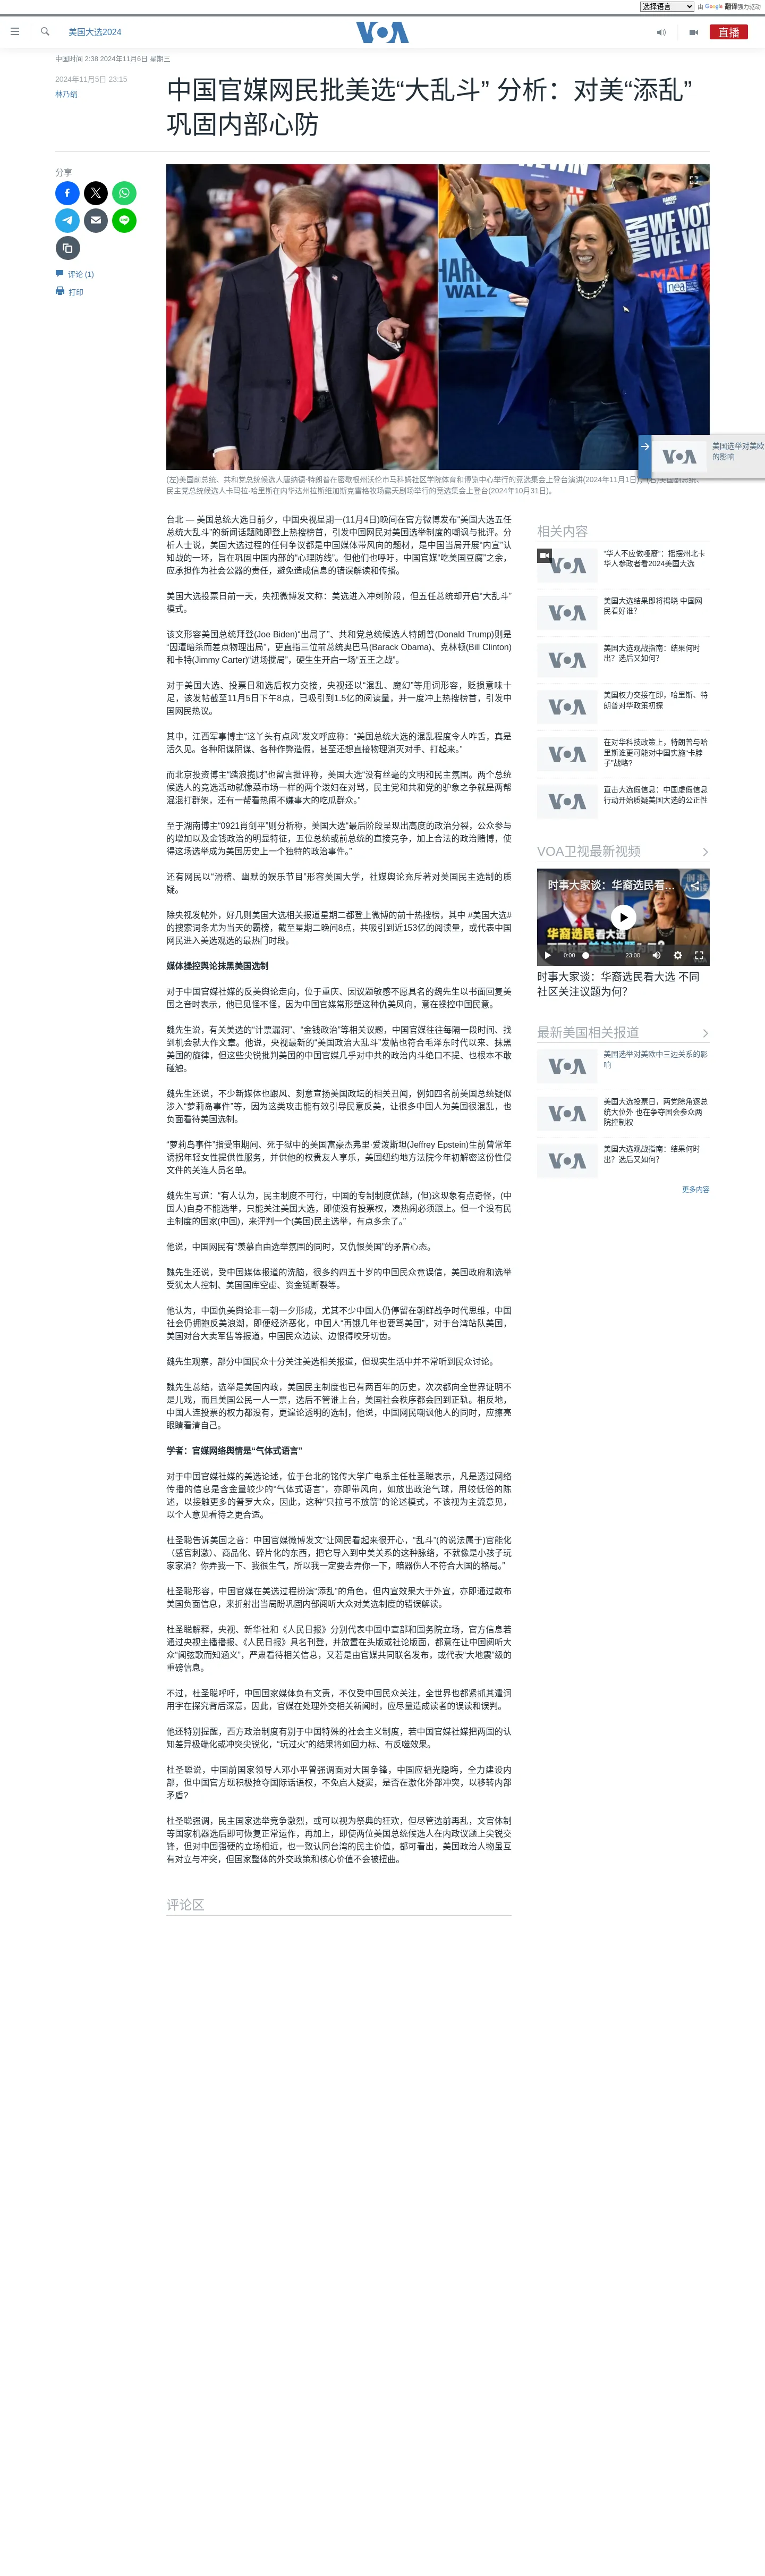 选择语言 由 Google 翻译强力驱动
美国大选2024
VOA
直播
中国时间 2:38 2024年11月6日 星期三
2024年11月5日 23:15
林乃绢
中国官媒网民批美选“大乱斗” 分析：对美“添乱”
巩固内部心防
分享
评论 (1)
打印
(左)美国前总统、共和党总统候选人唐纳德·特朗普在密歇根州沃伦市马科姆社区学院体育和博览中心举行的竞选集会上登台演讲(2024年11月1日)。(右)美国副总统、
民主党总统候选人卡玛拉·哈里斯在内华达州拉斯维加斯克雷格牧场露天剧场举行的竞选集会上登台(2024年10月31日)。
美国选举对美欧
的影响
台北 — 美国总统大选日前夕，中国央视星期一(11月4日)晚间在官方微博发布“美国大选五任
总统大乱斗”的新闻话题随即登上热搜榜首，引发中国网民对美国选举制度的嘲讽与批评。分
析人士说，美国大选过程的任何争议都是中国媒体带风向的题材，是中国当局开展“内宣”认
知战的一环，旨在巩固中国内部的“心理防线”。但他们也呼吁，中国官媒“吃美国豆腐”之余，
应承担作为社会公器的责任，避免造成信息的错误解读和传播。
美国大选投票日前一天，央视微博发文称：美选进入冲刺阶段，但五任总统却开启“大乱斗”
模式。
该文形容美国总统拜登(Joe Biden)“出局了”、共和党总统候选人特朗普(Donald Trump)则是
“因遭暗杀而差点物理出局”，更直指三位前总统奥巴马(Barack Obama)、克林顿(Bill Clinton)
和卡特(Jimmy Carter)“进场搅局”，硬生生开启一场“五王之战”。
对于美国大选、投票日和选后权力交接，央视还以“混乱、魔幻”等用词形容，贬损意味十
足，该发帖截至11月5日下午8点，已吸引到1.5亿的阅读量，并一度冲上热搜榜首，引发中
国网民热议。
其中，江西军事博主“这丫头有点风”发文呼应称：“美国总统大选的混乱程度令人咋舌，真是
活久见。各种阳谋阴谋、各种作弊造假，甚至还想直接物理消灭对手、打起来。”
而北京投资博主“踏浪揽财”也留言批评称，美国大选“没有丝毫的文明和民主氛围。两个总统
候选人的竞选活动就像菜市场一样的两个泼妇在对骂，民主党和共和党的驴象之争就是两帮
混混打群架，还有一帮看热闹不嫌事大的吃瓜群众。”
至于湖南博主“0921肖剑平”则分析称，美国大选“最后阶段呈现出高度的政治分裂，公众参与
的增加以及金钱政治的明显特征，五位总统或前总统的直接竞争，加上合法的政治赌博，使
得这场选举成为美国历史上一个独特的政治事件。”
还有网民以“滑稽、幽默的娱乐节目”形容美国大学，社媒舆论充斥著对美国民主选制的质
疑。
除央视发帖外，好几则美国大选相关报道星期二都登上微博的前十热搜榜，其中 #美国大选#
的搜索词条尤为当天的霸榜，截至星期二晚间8点，共吸引到近153亿的阅读量，或代表中国
网民进入美选观选的最热门时段。
媒体操控舆论抹黑美国选制
对于中国官媒社媒的反美舆论走向，位于重庆、因议题敏感不愿具名的魏先生以书面回复美
国之音时表示，他已见怪不怪，因为中国官媒常形塑这种仇美风向，意在操控中国民意。
魏先生说，有关美选的“计票漏洞”、“金钱政治”等相关议题，中国官媒往往每隔一段时间、找
到机会就大作文章。他说，央视最新的“美国政治大乱斗”发帖也符合毛泽东时代以来、抹黑
美国的旋律，但这些尖锐批判美国的中国官媒几乎对中共的政治内斗绝口不提、也根本不敢
碰触。
魏先生还说，不少新媒体也跟风、刻意宣扬美国政坛的相关丑闻，例如四名前美国总统疑似
涉入“萝莉岛事件”等，因为这类攻击能有效引导民意反美，让很多中国人为美国很混乱，也
负面看待美国选制。
“萝莉岛事件”指受审期间、死于狱中的美国富豪杰弗里·爱泼斯坦(Jeffrey Epstein)生前曾常年
诱拐年轻女性提供性服务，并供他的权贵友人享乐，美国纽约地方法院今年初解密这份性侵
文件的关连人员名单。
魏先生写道：“有人认为，民主制度不可行，中国的专制制度优越，(但)这现象有点奇怪，(中
国人)自身不能选举，只能关注美国大选，即使没有投票权，凑热闹必须跟上。但一个没有民
主制度的国家(中国)，来评判一个(美国)民主选举，有点多余了。”
他说，中国网民有“羡慕自由选举氛围的同时，又仇恨美国”的矛盾心态。
魏先生还说，受中国媒体报道的洗脑，很多约四五十岁的中国民众竟误信，美国政府和选举
受犹太人控制、美国国库空虚、资金链断裂等。
他认为，中国仇美舆论非一朝一夕形成，尤其不少中国人仍停留在朝鲜战争时代思维，中国
社会仍拥抱反美浪潮，即便经济恶化，中国人“再饿几年也要骂美国”，对于台湾站队美国，
美国对台大卖军售等报道，中国民众边读、边恨得咬牙切齿。
魏先生观察，部分中国民众十分关注美选相关报道，但现实生活中并不常听到民众讨论。
魏先生总结，选举是美国内政，美国民主制度也已有两百年的历史，次次都向全世界证明不
是儿戏，而且美国公民一人一票，选后不管谁上台，美国社会秩序都会回到正轨。相反地，
中国人连投票的权力都没有，更遑论透明的选制，他说，中国网民嘲讽他人的同时，应擦亮
眼睛看清自己。
学者：官媒网络舆情是“气体式语言”
对于中国官媒社媒的美选论述，位于台北的铭传大学广电系主任杜圣聪表示，凡是透过网络
传播的信息是含金量较少的“气体式语言”，亦即带风向，如放出政治气球，用较低俗的陈
述，以接触更多的普罗大众，因此，这种“只拉弓不放箭”的论述模式，不该视为主流意见，
以个人意见看待之更合适。
杜圣聪告诉美国之音：中国官媒微博发文“让网民看起来很开心，“乱斗”(的说法属于)官能化
（感官刺激）、商品化、碎片化的东西，把它导入到中美关系的这种脉络，不就像是小孩子玩
家家酒？你弄我一下、我很生气，所以我一定要去弄你一下，暗器伤人不符合大国的格局。”
杜圣聪形容，中国官媒在美选过程扮演“添乱”的角色，但内宣效果大于外宣，亦即通过散布
美国负面信息，来折射出当局盼巩固内部阅听大众对美选制度的错误解读。
杜圣聪解释，央视、新华社和《人民日报》分别代表中国中宣部和国务院立场，官方信息若
通过央视主播播报、《人民日报》具名刊登，并放置在头版或社论版面，都意在让中国阅听大
众“闻弦歌而知涵义”，严肃看待相关信息，又若是由官媒共同联名发布，或代表“大地震”级的
重磅信息。
不过，杜圣聪呼吁，中国国家媒体负有文责，不仅受中国民众关注，全世界也都紧抓其遣词
用字在探究背后深意，因此，官媒在处理外交相关新闻时，应尽量造成读者的误读和误判。
他还特别提醒，西方政治制度有别于中国特殊的社会主义制度，若中国官媒社媒把两国的认
知差异极端化或冲突尖锐化，“玩过火”的结果将如回力标、有反噬效果。
杜圣聪说，中国前国家领导人邓小平曾强调面对大国争锋，中国应韬光隐晦，全力建设内
部，但中国官方现积极抢夺国际话语权，不免启人疑窦，是否在激化外部冲突，以移转内部
矛盾?
杜圣聪强调，民主国家选举竞争激烈，或可以视为祭典的狂欢，但尽管选前再乱，文官体制
等国家机器选后即可恢复正常运作，再加上，即使两位美国总统候选人在内政议题上尖锐交
锋，但对中国强硬的立场相近，也一致认同台湾的民主价值，都可看出，美国政治人物虽互
有对立与冲突，但国家整体的外交政策和核心价值不会被扭曲。
评论区
相关内容
“华人不应做哑裔”：摇摆州北卡
华人参政者看2024美国大选
美国大选结果即将揭晓 中国网
民看好谁？
美国大选观战指南：结果何时
出？选后又如何？
美国权力交接在即，哈里斯、特
朗普对华政策初探
在对华科技政策上，特朗普与哈
里斯谁更可能对中国实施“卡脖
子”战略?
直击大选假信息：中国虚假信息
行动开始质疑美国大选的公正性
VOA卫视最新视频
时事大家谈：华裔选民看...
华裔选民看大选
0:00 23:00
时事大家谈：华裔选民看大选 不同
社区关注议题为何？
最新美国相关报道
美国选举对美欧中三边关系的影
响
美国大选投票日，两党除角逐总
统大位外 也在争夺国会参众两
院控制权
美国大选观战指南：结果何时
出？选后又如何？
更多内容